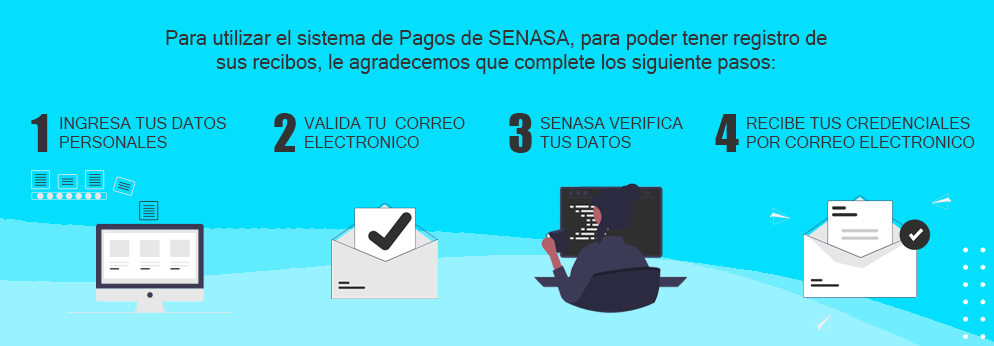 Para utilizar el sistema de Pagos de SENASA, para poder tener registro de
sus recibos, le agradecemos que complete los siguiente pasos:
1 INGRESA TUS DATOS
PERSONALES
2 VALIDA TU CORREO
ELECTRONICO
3 SENASA VERIFICA
TUS DATOS
4 RECIBE TUS CREDENCIALES
POR CORREO ELECTRONICO